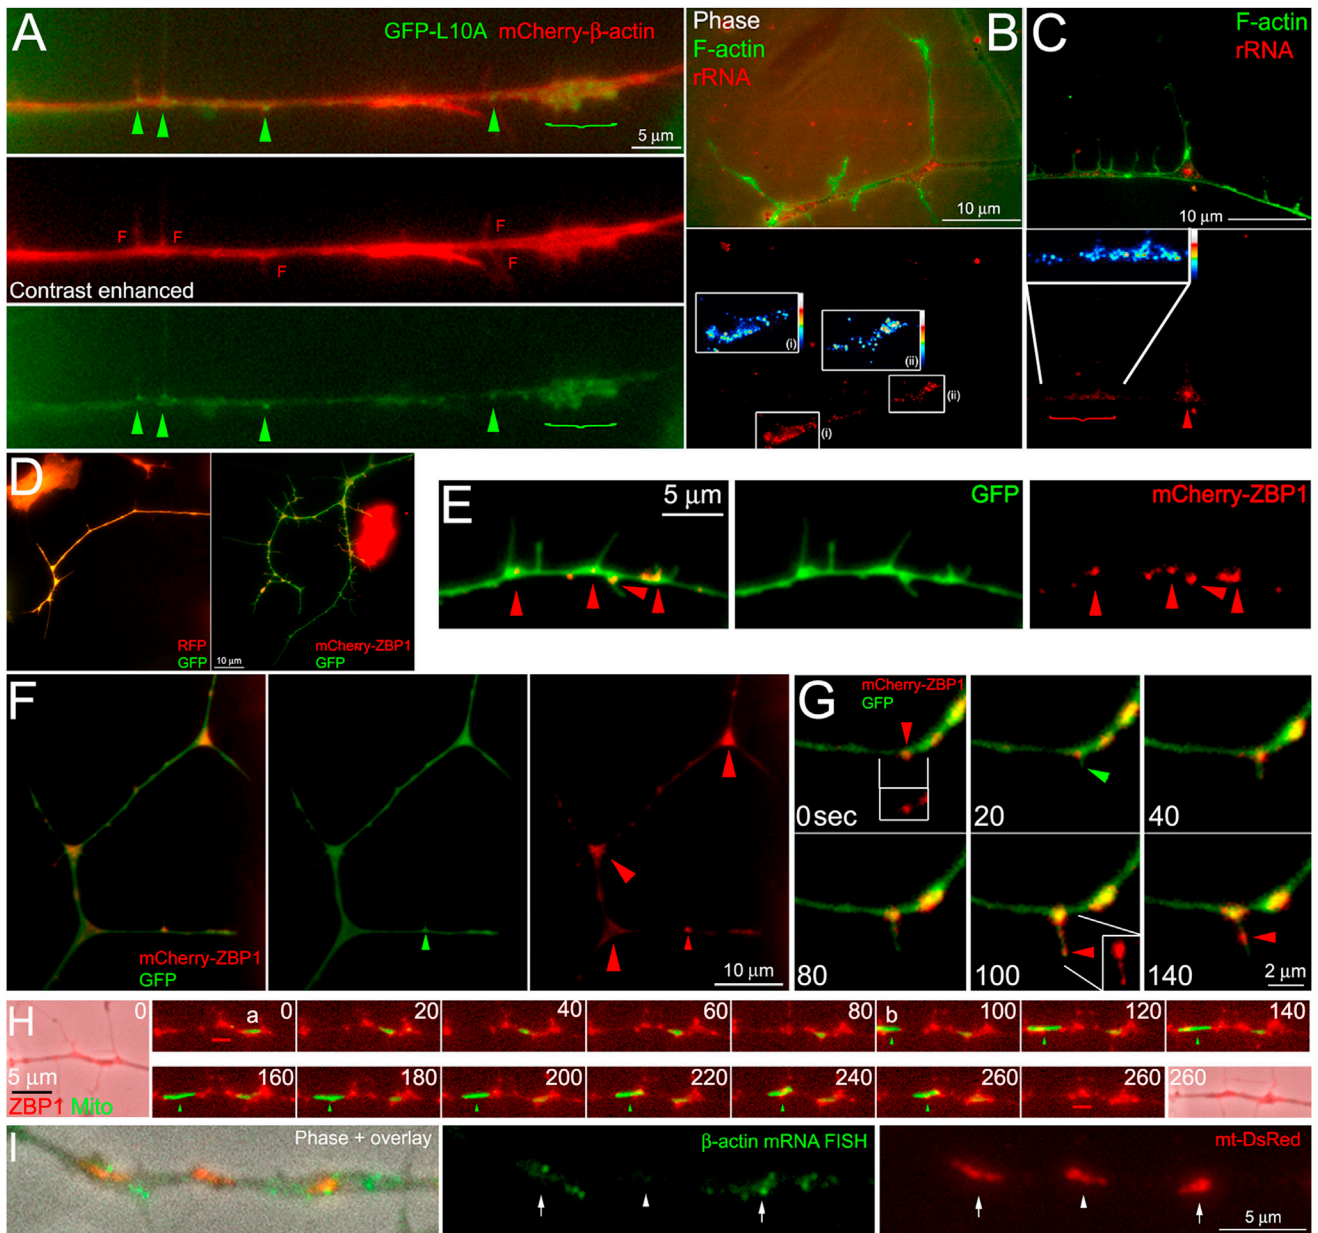 A
GFP-L10A mCherry-β-actin
5 μm
F
F
F
F
F
Contrast enhanced
B
Phase
F-actin
rRNA
10 μm
(i)
(ii)
(ii)
(i)
C
F-actin
rRNA
10 μm
D
RFP
GFP
10 μm
mCherry-ZBP1
GFP
E
5 μm
GFP
mCherry-ZBP1
F
mCherry-ZBP1
GFP
10 μm
G
mCherry-ZBP1
GFP
0 sec
20
40
80
100
140
2 μm
H
0
5 μm
ZBP1 Mito
a
0
20
40
60
80
b
100
120
140
160
180
200
220
240
260
260
260
I
Phase + overlay
β-actin mRNA FISH
mt-DsRed
5 μm